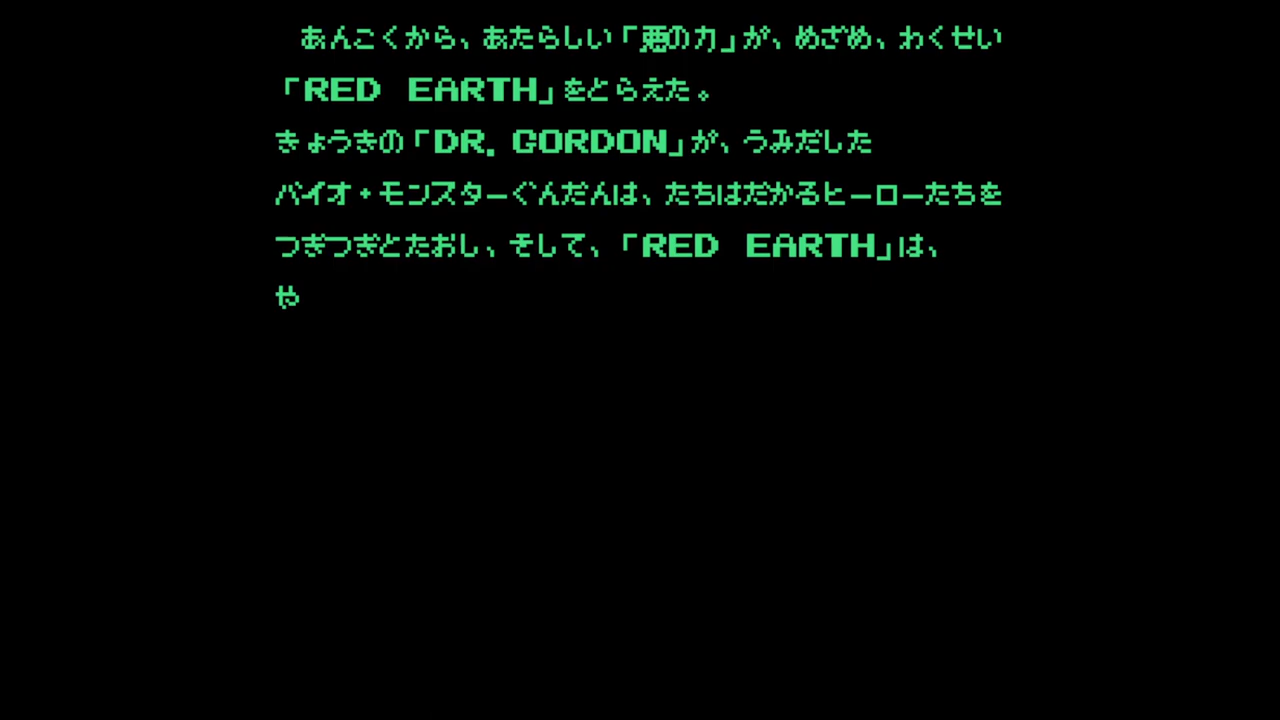 あんこくから、あたらしい「悪の力」が、めざめ、わくせい
「RED EARTH」をとらえた。
きょうきの「DR. GORDON」が、うみだした
バイオ・モンスターぐんだんは、たちはだかるヒーローたちを
つぎつぎとたおし、そして、「RED EARTH」は、
や